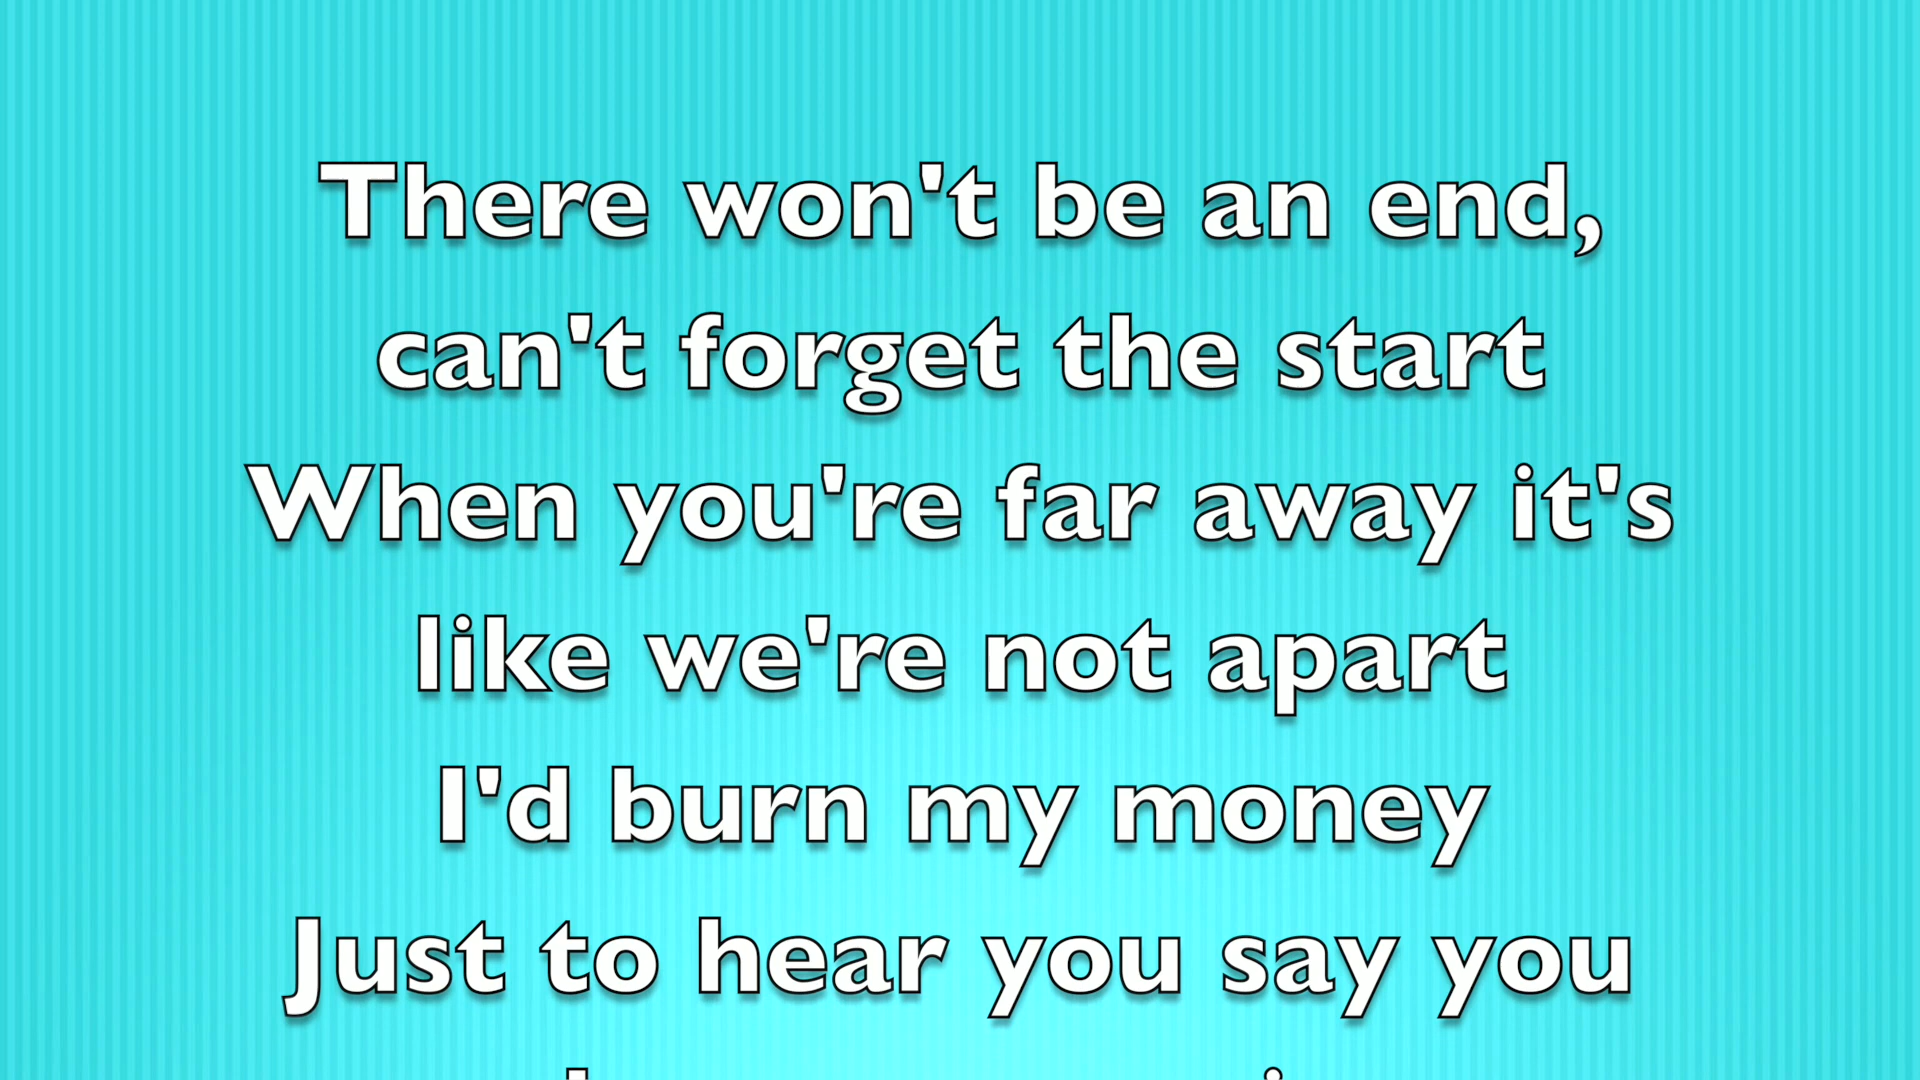 There won't be an end,
can't forget the start
When you're far away it's
like we're not apart
I'd burn my money
Just to hear you say you